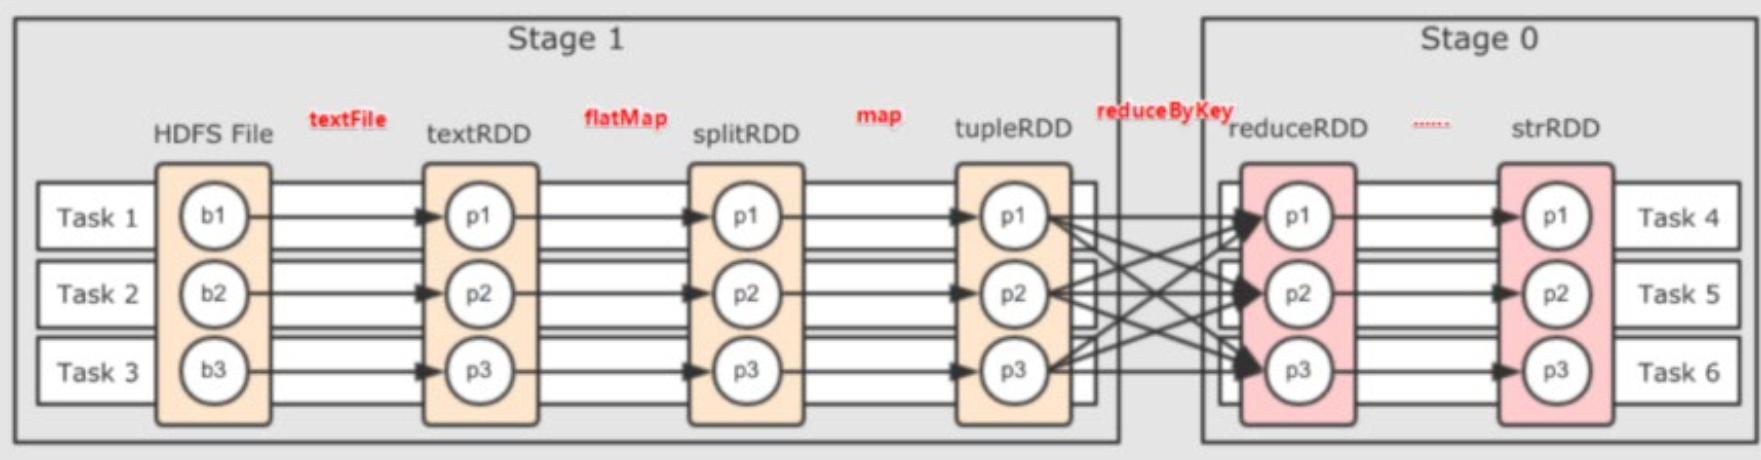 Stage 1
Stage 0
HDFS File
textFile
textRDD
flatMap
splitRDD
map
tupleRDD
reduceByKey
reduceRDD
......
strRDD
Task 1
b1
p1
p1
p1
p1
p1
Task 4
Task 2
b2
p2
p2
p2
p2
p2
Task 5
Task 3
b3
p3
p3
p3
p3
p3
Task 6